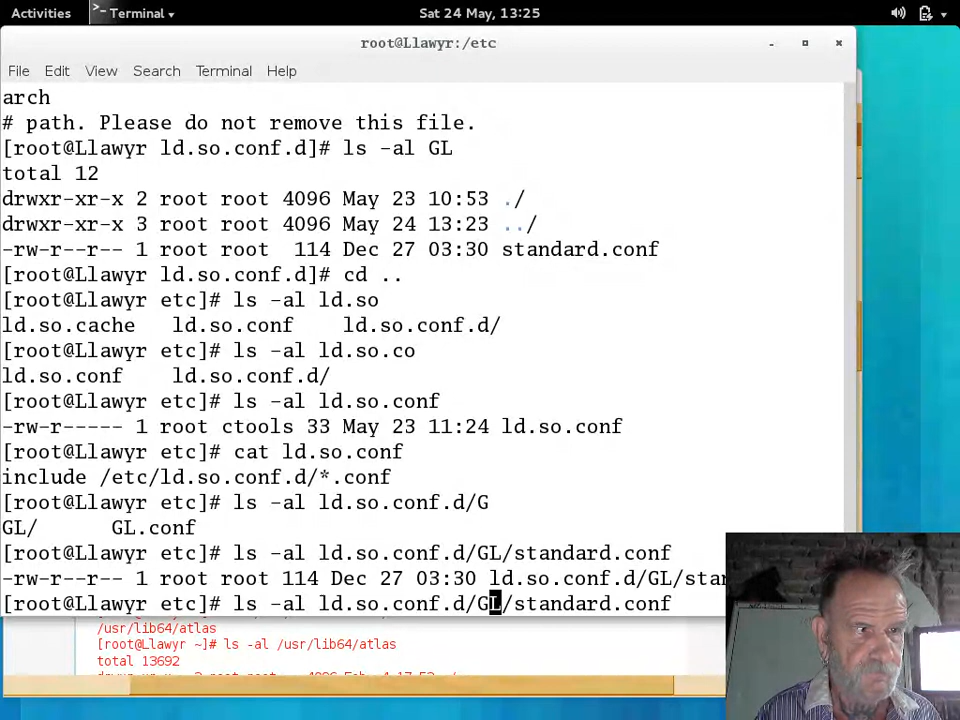 Activities Terminal Sat 24 May, 13:25
root@Llawyr:/etc
File Edit View Search Terminal Help
arch
# path. Please do not remove this file.
[root@Llawyr ld.so.conf.d]# ls -al GL
total 12
drwxr-xr-x 2 root root 4096 May 23 10:53 ./
drwxr-xr-x 3 root root 4096 May 24 13:23 ../
-rw-r--r-- 1 root root 114 Dec 27 03:30 standard.conf
[root@Llawyr ld.so.conf.d]# cd ..
[root@Llawyr etc]# ls -al ld.so
ld.so.cache ld.so.conf ld.so.conf.d/
[root@Llawyr etc]# ls -al ld.so.co
ld.so.conf ld.so.conf.d/
[root@Llawyr etc]# ls -al ld.so.conf
-rw-r----- 1 root ctools 33 May 23 11:24 ld.so.conf
[root@Llawyr etc]# cat ld.so.conf
include /etc/ld.so.conf.d/*.conf
[root@Llawyr etc]# ls -al ld.so.conf.d/G
GL/ GL.conf
[root@Llawyr etc]# ls -al ld.so.conf.d/GL/standard.conf
-rw-r--r-- 1 root root 114 Dec 27 03:30 ld.so.conf.d/GL/star
[root@Llawyr etc]# ls -al ld.so.conf.d/GL/standard.conf
/usr/lib64/atlas
[root@Llawyr ~]# ls -al /usr/lib64/atlas
total 13692